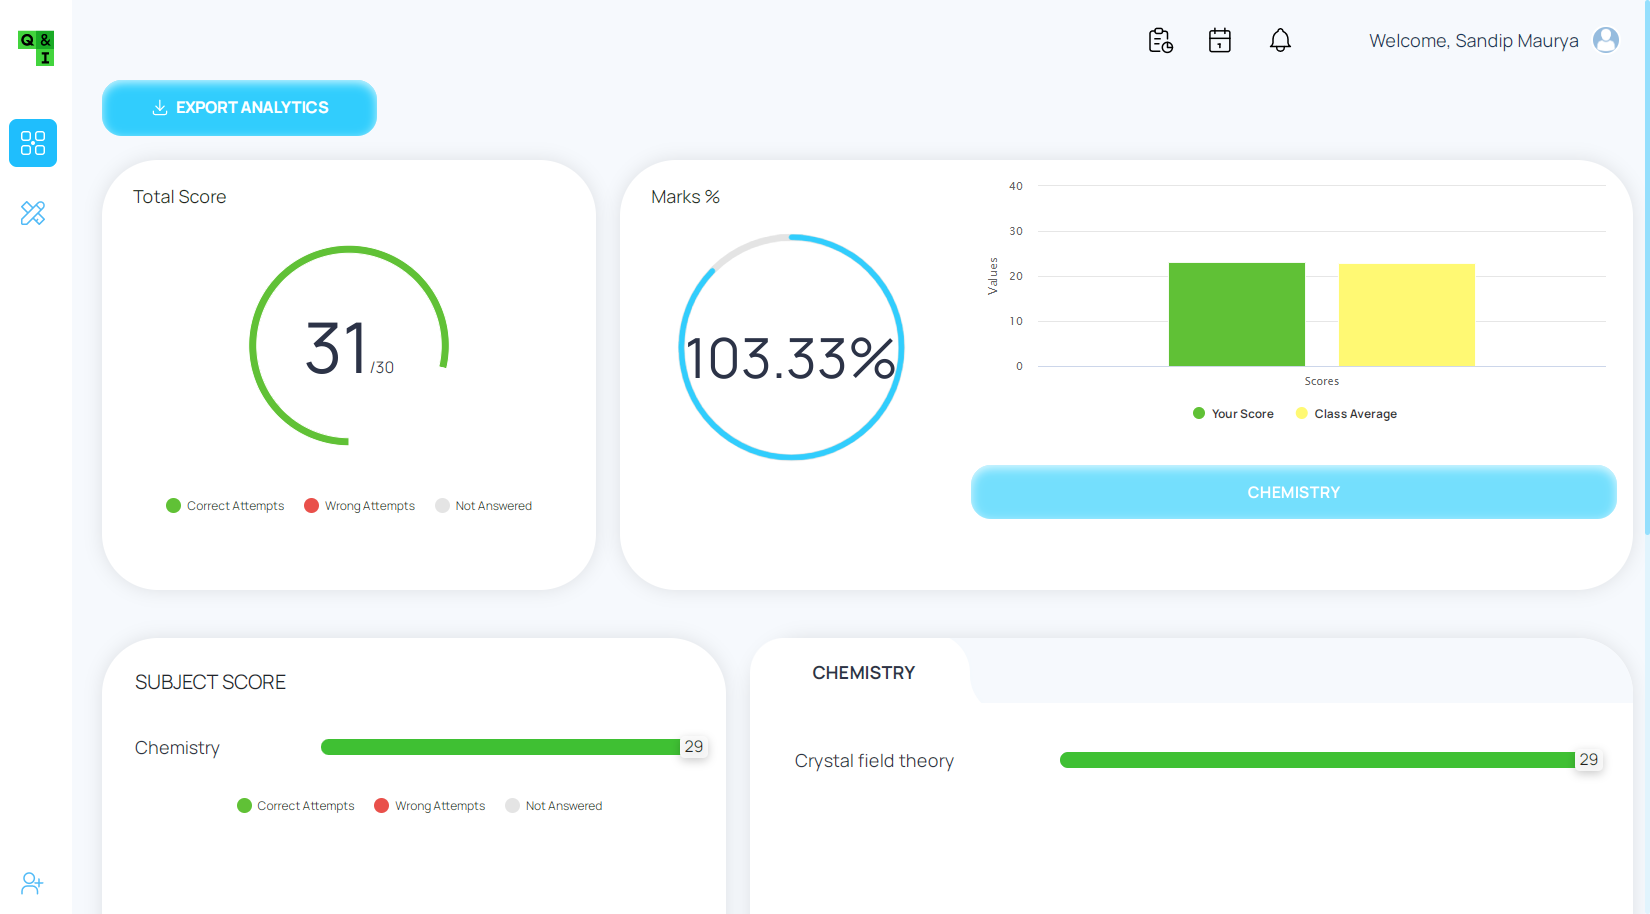 Q &
I
Welcome, Sandip Maurya
EXPORT ANALYTICS
Total Score
31/30
Correct Attempts Wrong Attempts Not Answered
Marks %
103.33%
40
30
20
10
0
Values
Scores
Your Score Class Average
CHEMISTRY
SUBJECT SCORE
Chemistry 29
Correct Attempts Wrong Attempts Not Answered
CHEMISTRY
Crystal field theory 29